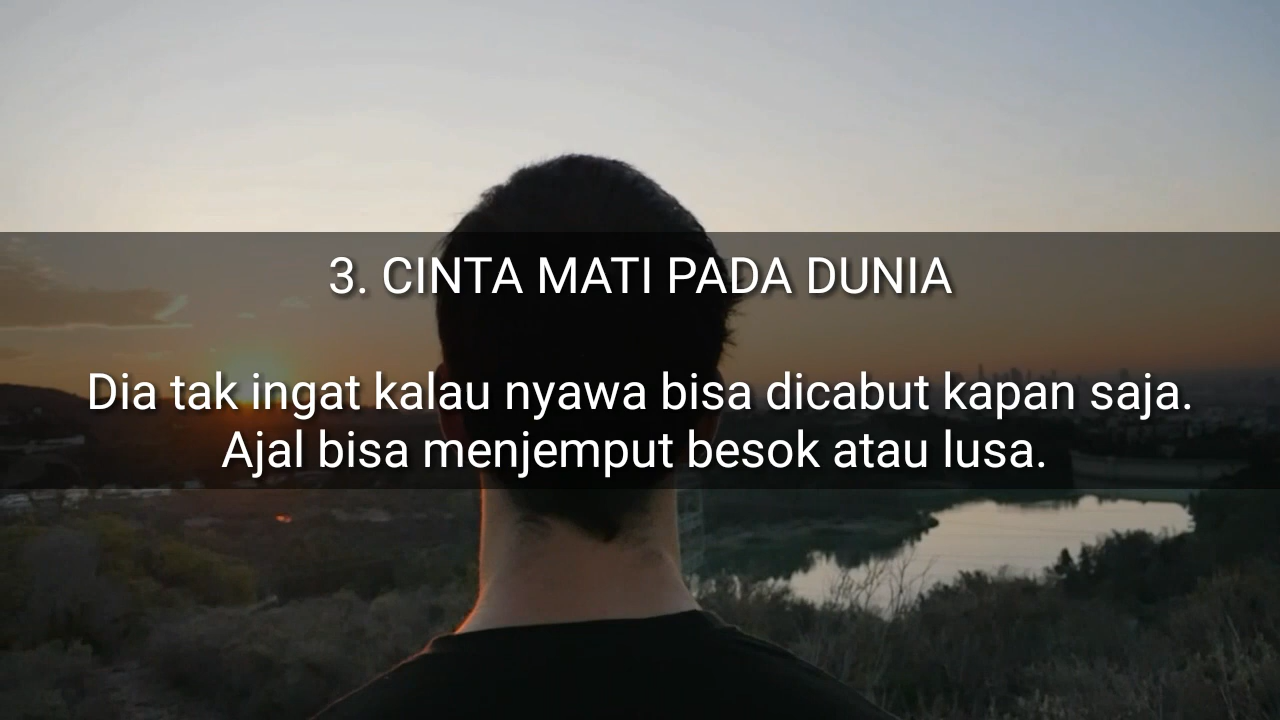 3. CINTA MATI PADA DUNIA
Dia tak ingat kalau nyawa bisa dicabut kapan saja.
Ajal bisa menjemput besok atau lusa.